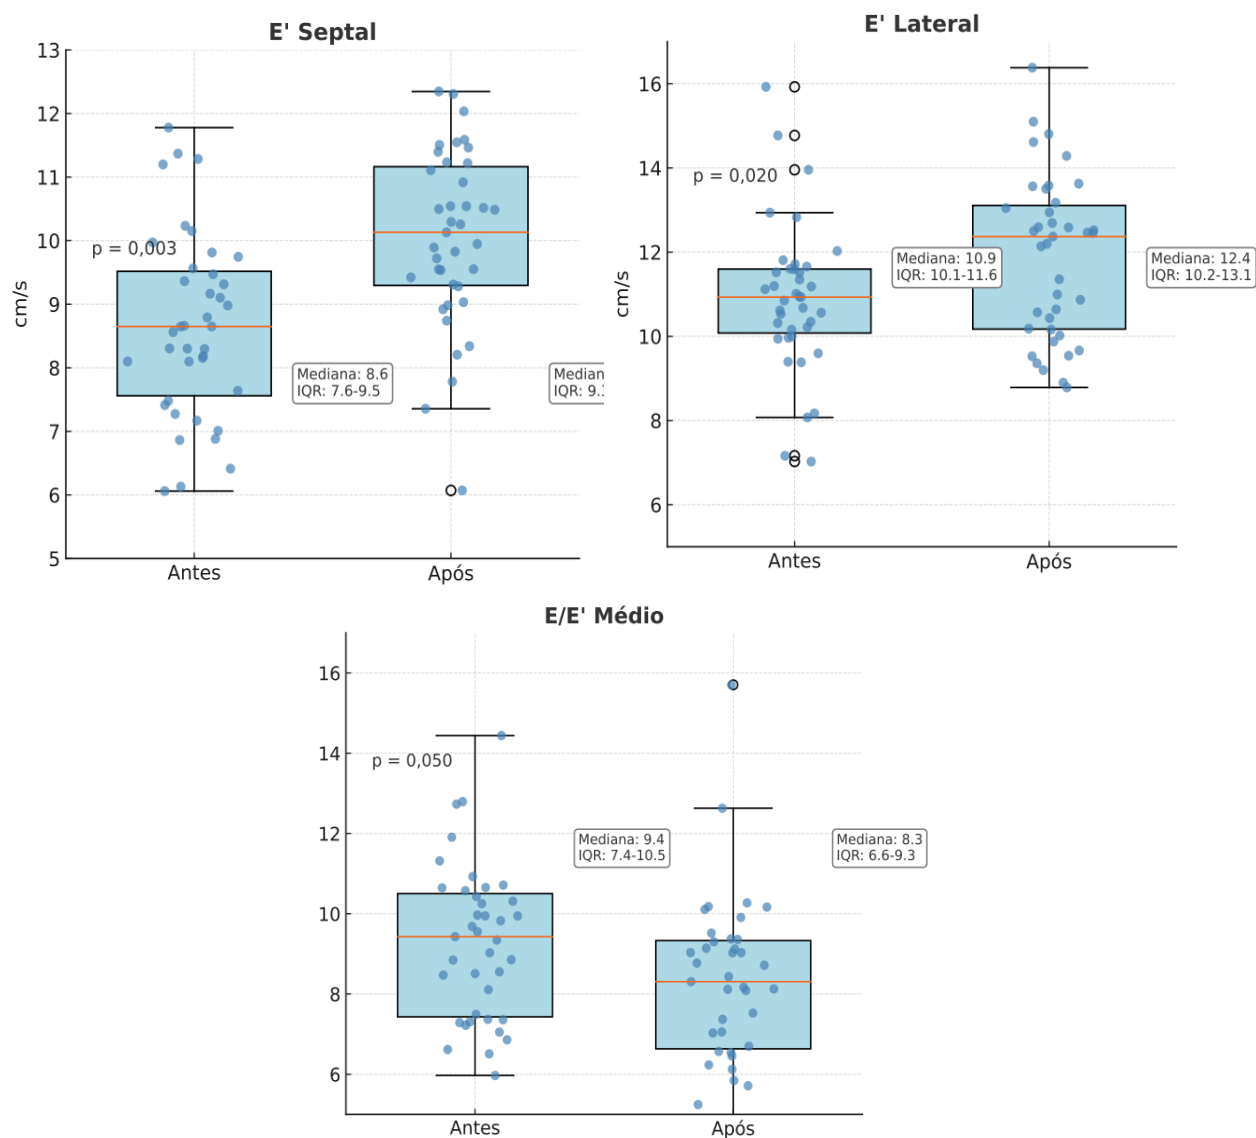 E' Septal
13
12
11
10
9
8
7
6
5
cm/s
p = 0,003
Mediana: 8.6
IQR: 7.6-9.5
Antes
Após
E' Lateral
16
14
12
10
8
6
cm/s
p = 0,020
Mediana: 10.9
IQR: 10.1-11.6
Mediana: 12.4
IQR: 10.2-13.1
Antes
Após
E/E' Médio
16
14
12
10
8
6
p = 0,050
Mediana: 9.4
IQR: 7.4-10.5
Mediana: 8.3
IQR: 6.6-9.3
Antes
Após